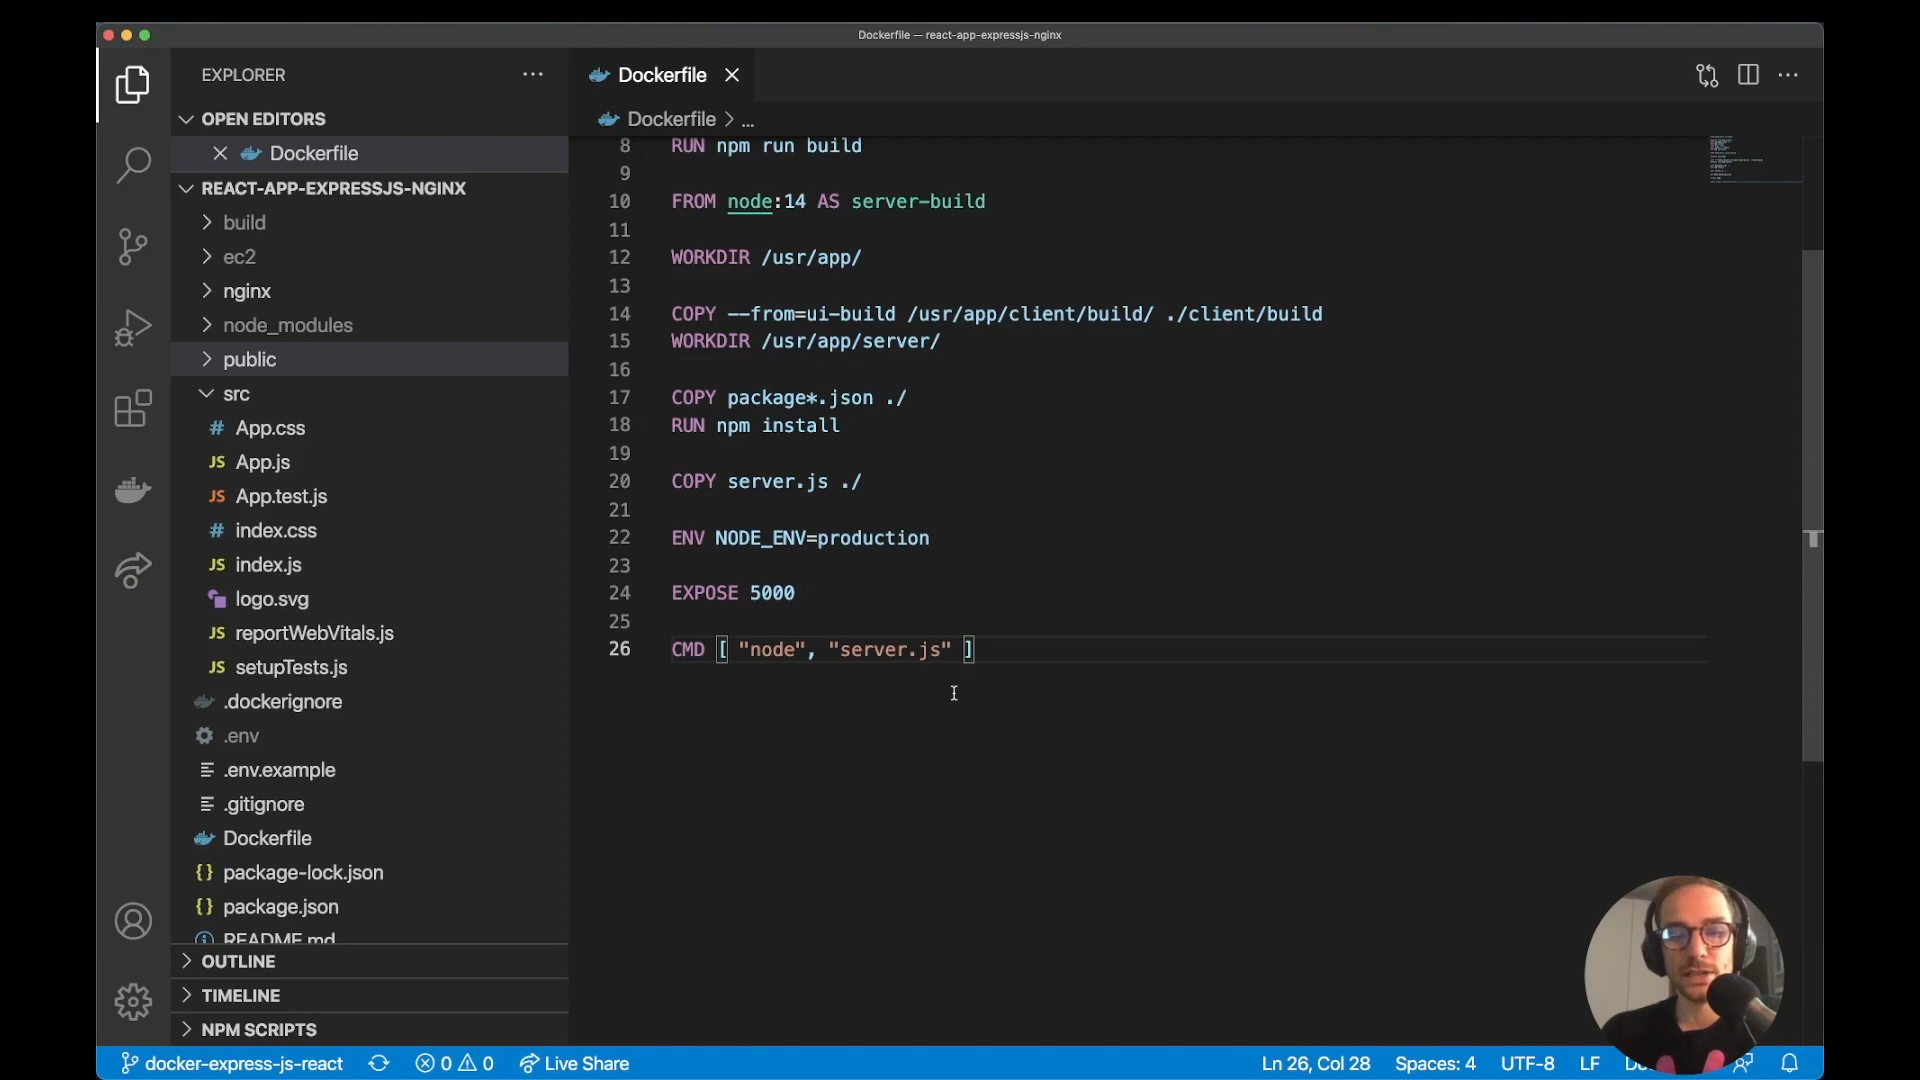 Dockerfile — react-app-expressjs-nginx
EXPLORER
OPEN EDITORS
Dockerfile
REACT-APP-EXPRESSJS-NGINX
build
ec2
nginx
node_modules
public
src
# App.css
JS App.js
JS App.test.js
# index.css
JS index.js
logo.svg
JS reportWebVitals.js
JS setupTests.js
.dockerignore
.env
.env.example
.gitignore
Dockerfile
{} package-lock.json
{} package.json
README.md
OUTLINE
TIMELINE
NPM SCRIPTS
Dockerfile
Dockerfile > ...
8 RUN npm run build
9
10 FROM node:14 AS server-build
11
12 WORKDIR /usr/app/
13
14 COPY --from=ui-build /usr/app/client/build/ ./client/build
15 WORKDIR /usr/app/server/
16
17 COPY package*.json ./
18 RUN npm install
19
20 COPY server.js ./
21
22 ENV NODE_ENV=production
23
24 EXPOSE 5000
25
26 CMD [ "node", "server.js" ]
docker-express-js-react
0 0
Live Share
Ln 26, Col 28
Spaces: 4
UTF-8
LF